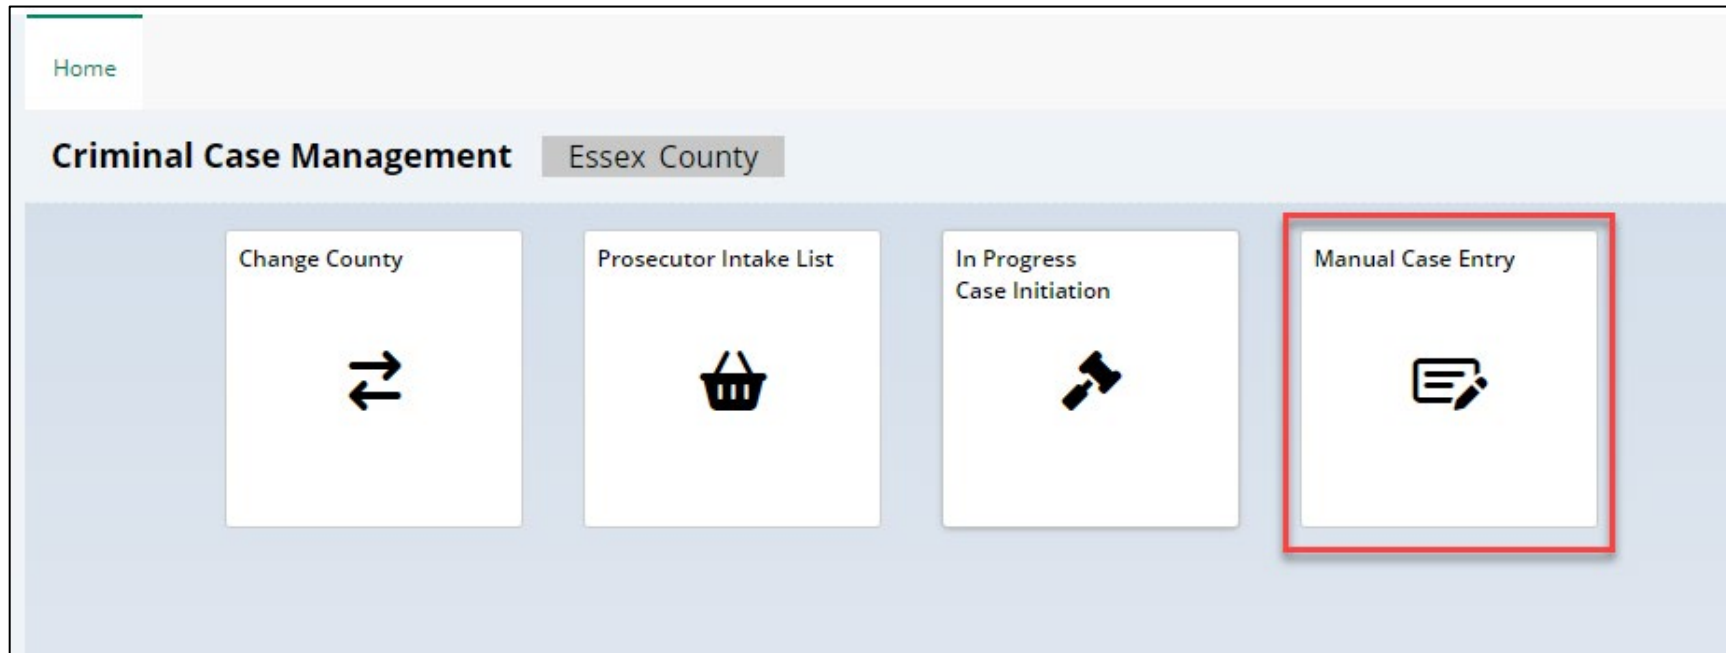 Home
Criminal Case Management Essex County
Change County
Prosecutor Intake List
In Progress
Case Initiation
Manual Case Entry